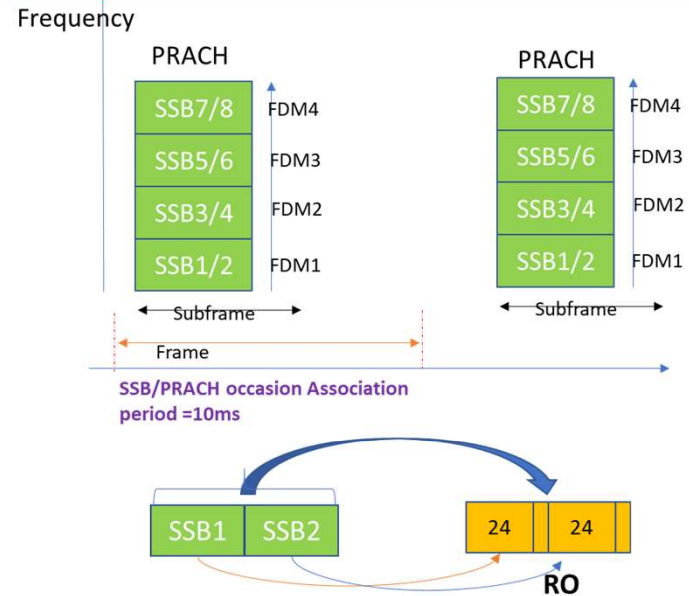 Frequency
PRACH
PRACH
SSB7/8
FDM4
SSB7/8
FDM4
SSB5/6
FDM3
SSB5/6
FDM3
SSB3/4
FDM2
SSB3/4
FDM2
SSB1/2
FDM1
SSB1/2
FDM1
Subframe
Subframe
Frame
SSB/PRACH occasion Association
period =10ms
SSB1
SSB2
24
24
RO